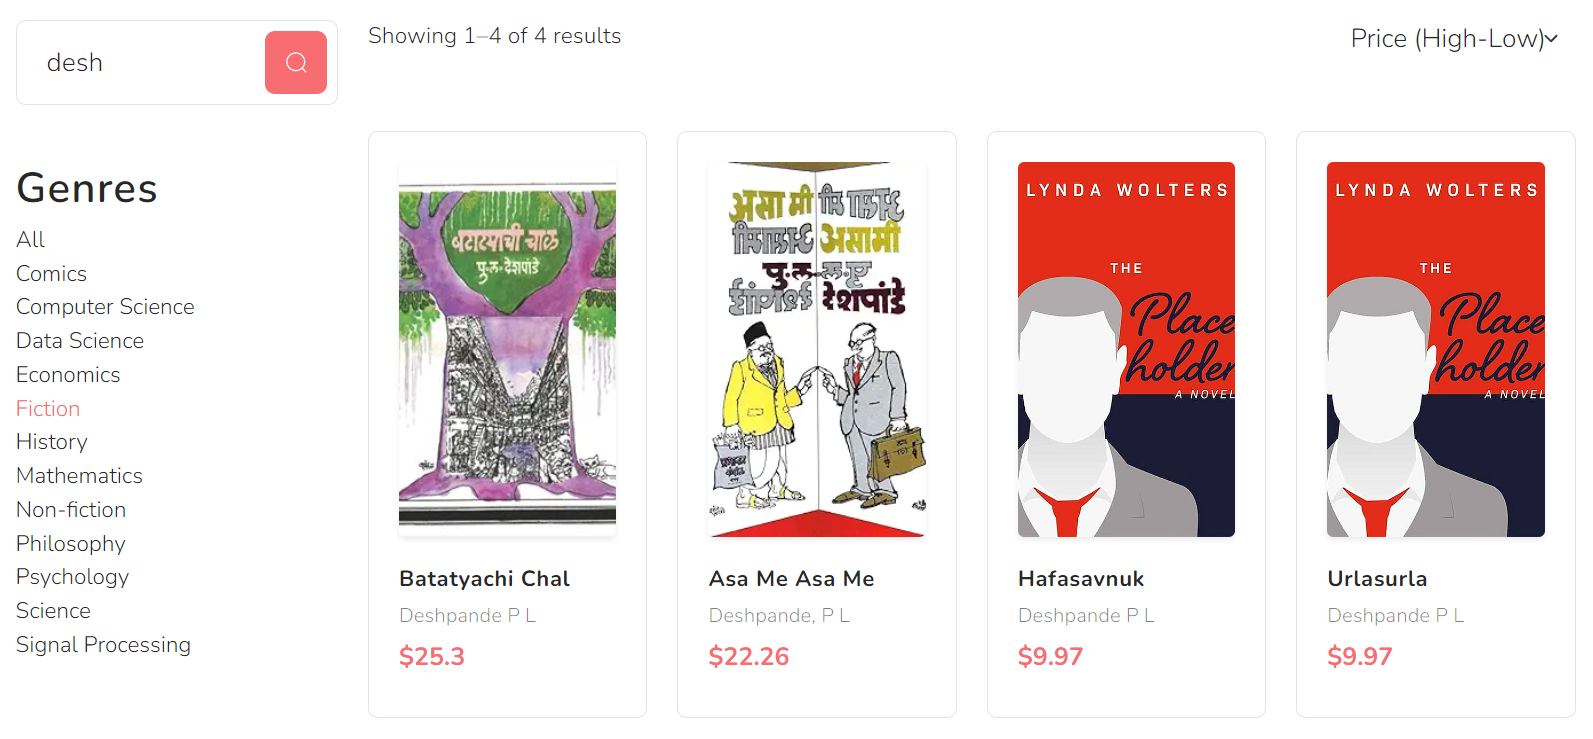 desh
Showing 1–4 of 4 results
Price (High-Low)
Genres
All
Comics
Computer Science
Data Science
Economics
Fiction
History
Mathematics
Non-fiction
Philosophy
Psychology
Science
Signal Processing
बटाट्याची चाळ
पु.ल. देशपांडे
Batatyachi Chal
Deshpande P L
$25.3
असा मी
असामी
पु.ल.
देशपांडे
Asa Me Asa Me
Deshpande, P L
$22.26
LYNDA WOLTERS
THE
Place
holder
A NOVEL
Hafasavnuk
Deshpande P L
$9.97
LYNDA WOLTERS
THE
Place
holder
A NOVEL
Urlasurla
Deshpande P L
$9.97